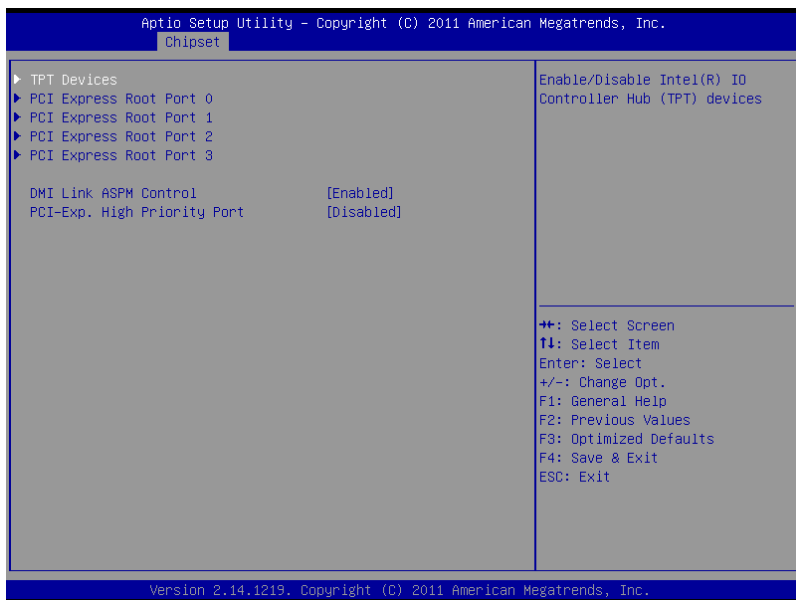 Aptio Setup Utility – Copyright (C) 2011 American Megatrends, Inc.
Chipset
TPT Devices
PCI Express Root Port 0
PCI Express Root Port 1
PCI Express Root Port 2
PCI Express Root Port 3
DMI Link ASPM Control [Enabled]
PCI-Exp. High Priority Port [Disabled]
Enable/Disable Intel(R) IO
Controller Hub (TPT) devices
→←: Select Screen
↑↓: Select Item
Enter: Select
+/-: Change Opt.
F1: General Help
F2: Previous Values
F3: Optimized Defaults
F4: Save & Exit
ESC: Exit
Version 2.14.1219. Copyright (C) 2011 American Megatrends, Inc.